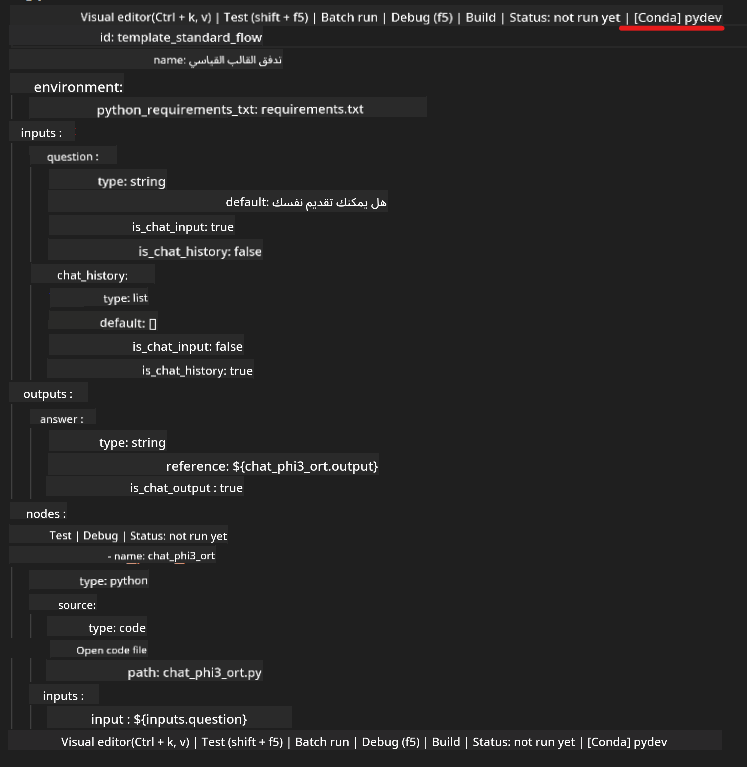 Visual editor(Ctrl + k, v) | Test (shift + f5) | Batch run | Debug (f5) | Build | Status: not run yet | [Conda] pydev
id: template_standard_flow
name: تدفق القالب القياسي
environment:
python_requirements_txt: requirements.txt
inputs :
question :
type: string
default: هل يمكنك تقديم نفسك
is_chat_input: true
is_chat_history: false
chat_history:
type: list
default: []
is_chat_input: false
is_chat_history: true
outputs :
answer :
type: string
reference: ${chat_phi3_ort.output}
is_chat_output : true
nodes :
Test | Debug | Status: not run yet
- name: chat_phi3_ort
type: python
source:
type: code
Open code file
path: chat_phi3_ort.py
inputs :
input : ${inputs.question}
Visual editor(Ctrl + k, v) | Test (shift + f5) | Batch run | Debug (f5) | Build | Status: not run yet | [Conda] pydev